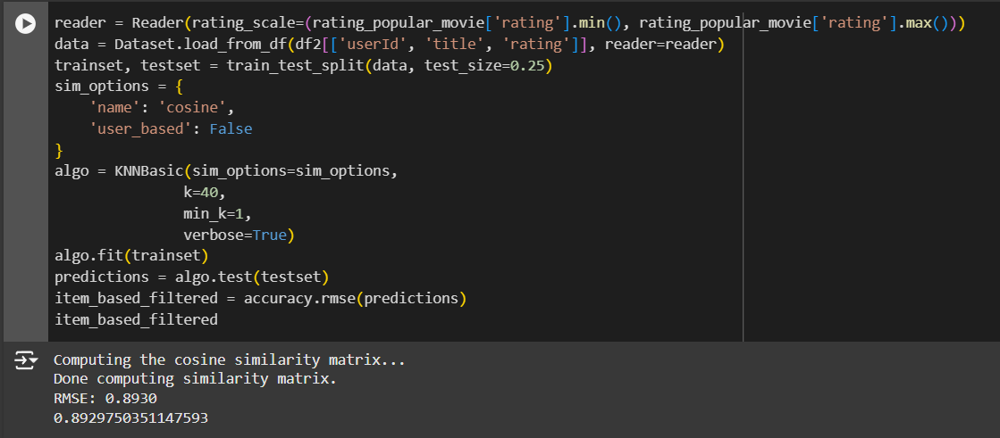 reader = Reader(rating_scale=(rating_popular_movie['rating'].min(), rating_popular_movie['rating'].max()))
data = Dataset.load_from_df(df2[['userId', 'title', 'rating']], reader=reader)
trainset, testset = train_test_split(data, test_size=0.25)
sim_options = {
    'name': 'cosine',
    'user_based': False
}
algo = KNNBasic(sim_options=sim_options,
               k=40,
               min_k=1,
               verbose=True)
algo.fit(trainset)
predictions = algo.test(testset)
item_based_filtered = accuracy.rmse(predictions)
item_based_filtered
Computing the cosine similarity matrix...
Done computing similarity matrix.
RMSE: 0.8930
0.8929750351147593